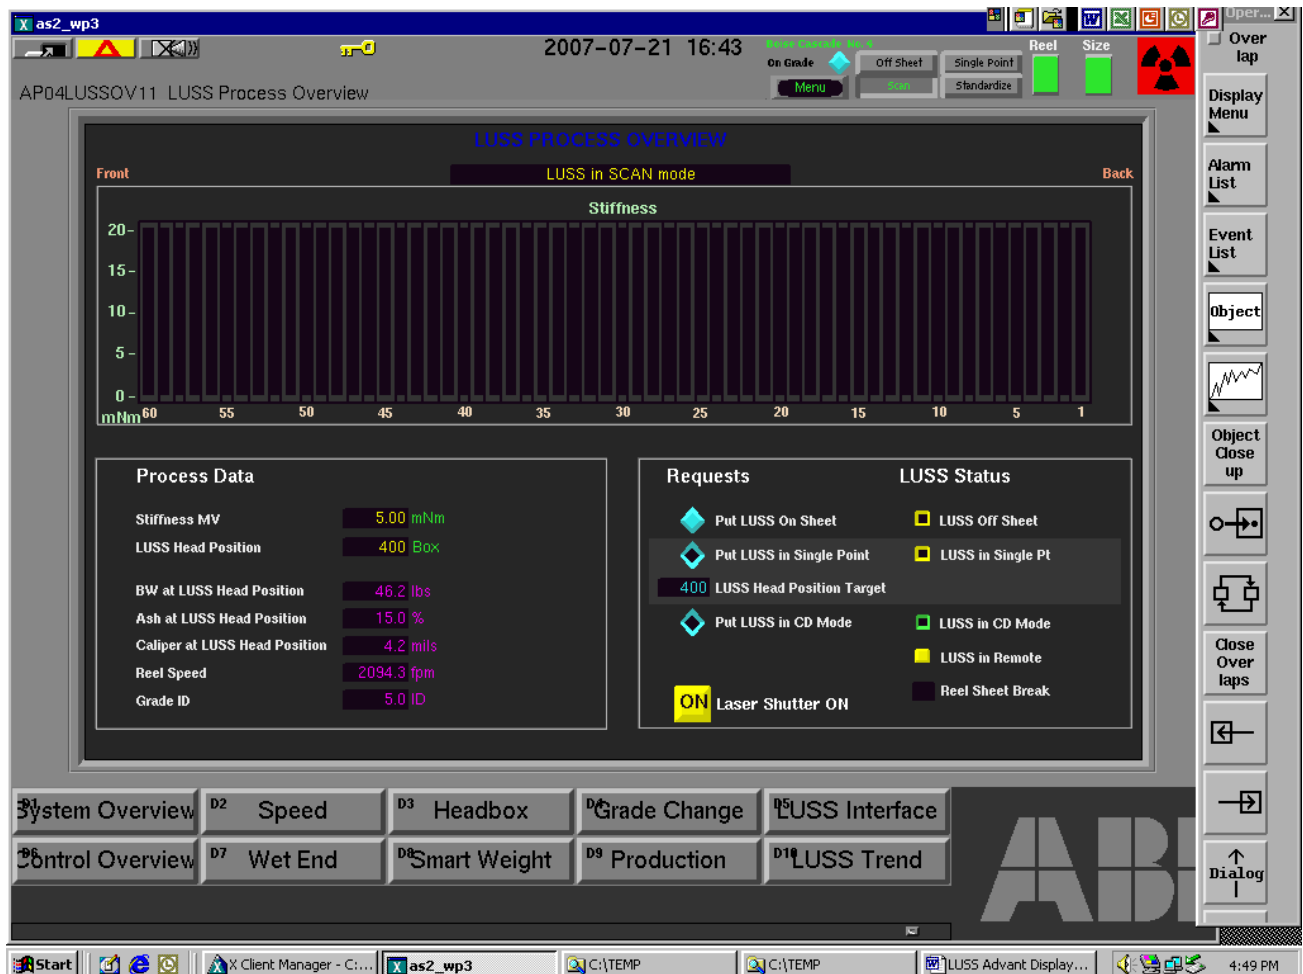 as2_wp3
Oper...
2007-07-21 16:43
Boise Cascade No. 4
On Grade
Off Sheet
Single Point
Menu
Scan
Standardize
Reel
Size
AP04LUSSOV11 LUSS Process Overview
Over lap
Display Menu
Alarm List
Event List
Object
Object Close up
Close Over laps
Dialog
LUSS PROCESS OVERVIEW
Front
LUSS in SCAN mode
Back
Stiffness
20-
15-
10-
5-
0-
mNm
60 55 50 45 40 35 30 25 20 15 10 5 1
Process Data
Stiffness MV 5.00 mNm
LUSS Head Position 400 Box
BW at LUSS Head Position 46.2 lbs
Ash at LUSS Head Position 15.0 %
Caliper at LUSS Head Position 4.2 mils
Reel Speed 2094.3 fpm
Grade ID 5.0 ID
Requests
LUSS Status
Put LUSS On Sheet
LUSS Off Sheet
Put LUSS in Single Point
LUSS in Single Pt
400 LUSS Head Position Target
Put LUSS in CD Mode
LUSS in CD Mode
LUSS in Remote
Reel Sheet Break
ON Laser Shutter ON
D1 System Overview
D2 Speed
D3 Headbox
D4 Grade Change
D5 LUSS Interface
D6 Control Overview
D7 Wet End
D8 Smart Weight
D9 Production
D10 LUSS Trend
Start
X Client Manager - C:...
as2_wp3
C:\TEMP
C:\TEMP
LUSS Advant Display...
4:49 PM